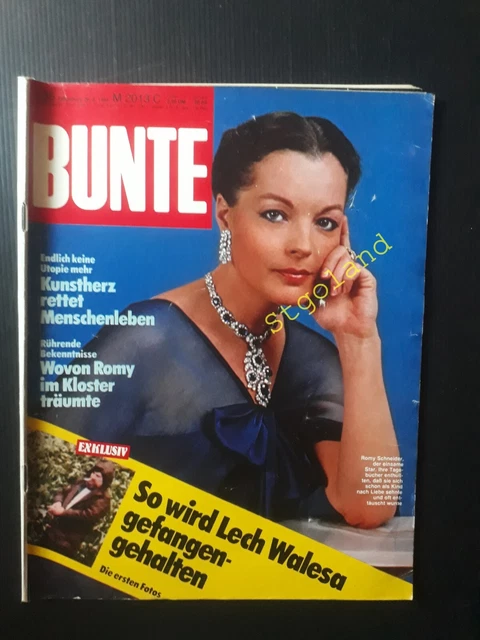 M 2013 C
BUNTE
Endlich keine
Utopie mehr
Kunstherz
rettet
Menschenleben
Rührende
Bekenntnisse
Wovon Romy
im Kloster
träumte
stgoland
Romy Schneider,
der einsame
Star. Ihre Tage-
bücher enthül-
len, daß sie sich
schon als Kind
nach Liebe sehnte
und oft ent-
täuscht wurde
EXKLUSIV
So wird Lech Walesa
gefangen-
gehalten
Die ersten Fotos